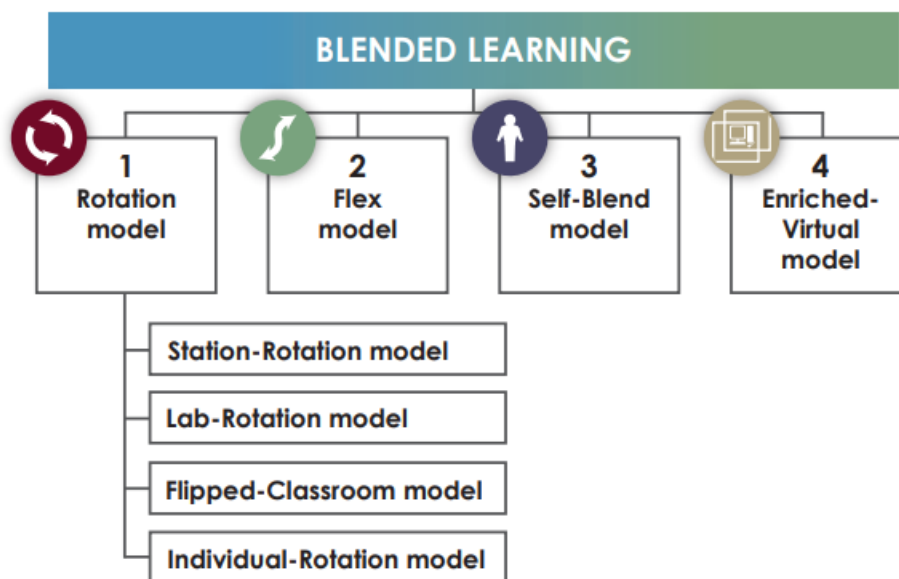 BLENDED LEARNING
1
Rotation
model
2
Flex
model
3
Self-Blend
model
4
Enriched-
Virtual
model
Station-Rotation model
Lab-Rotation model
Flipped-Classroom model
Individual-Rotation model